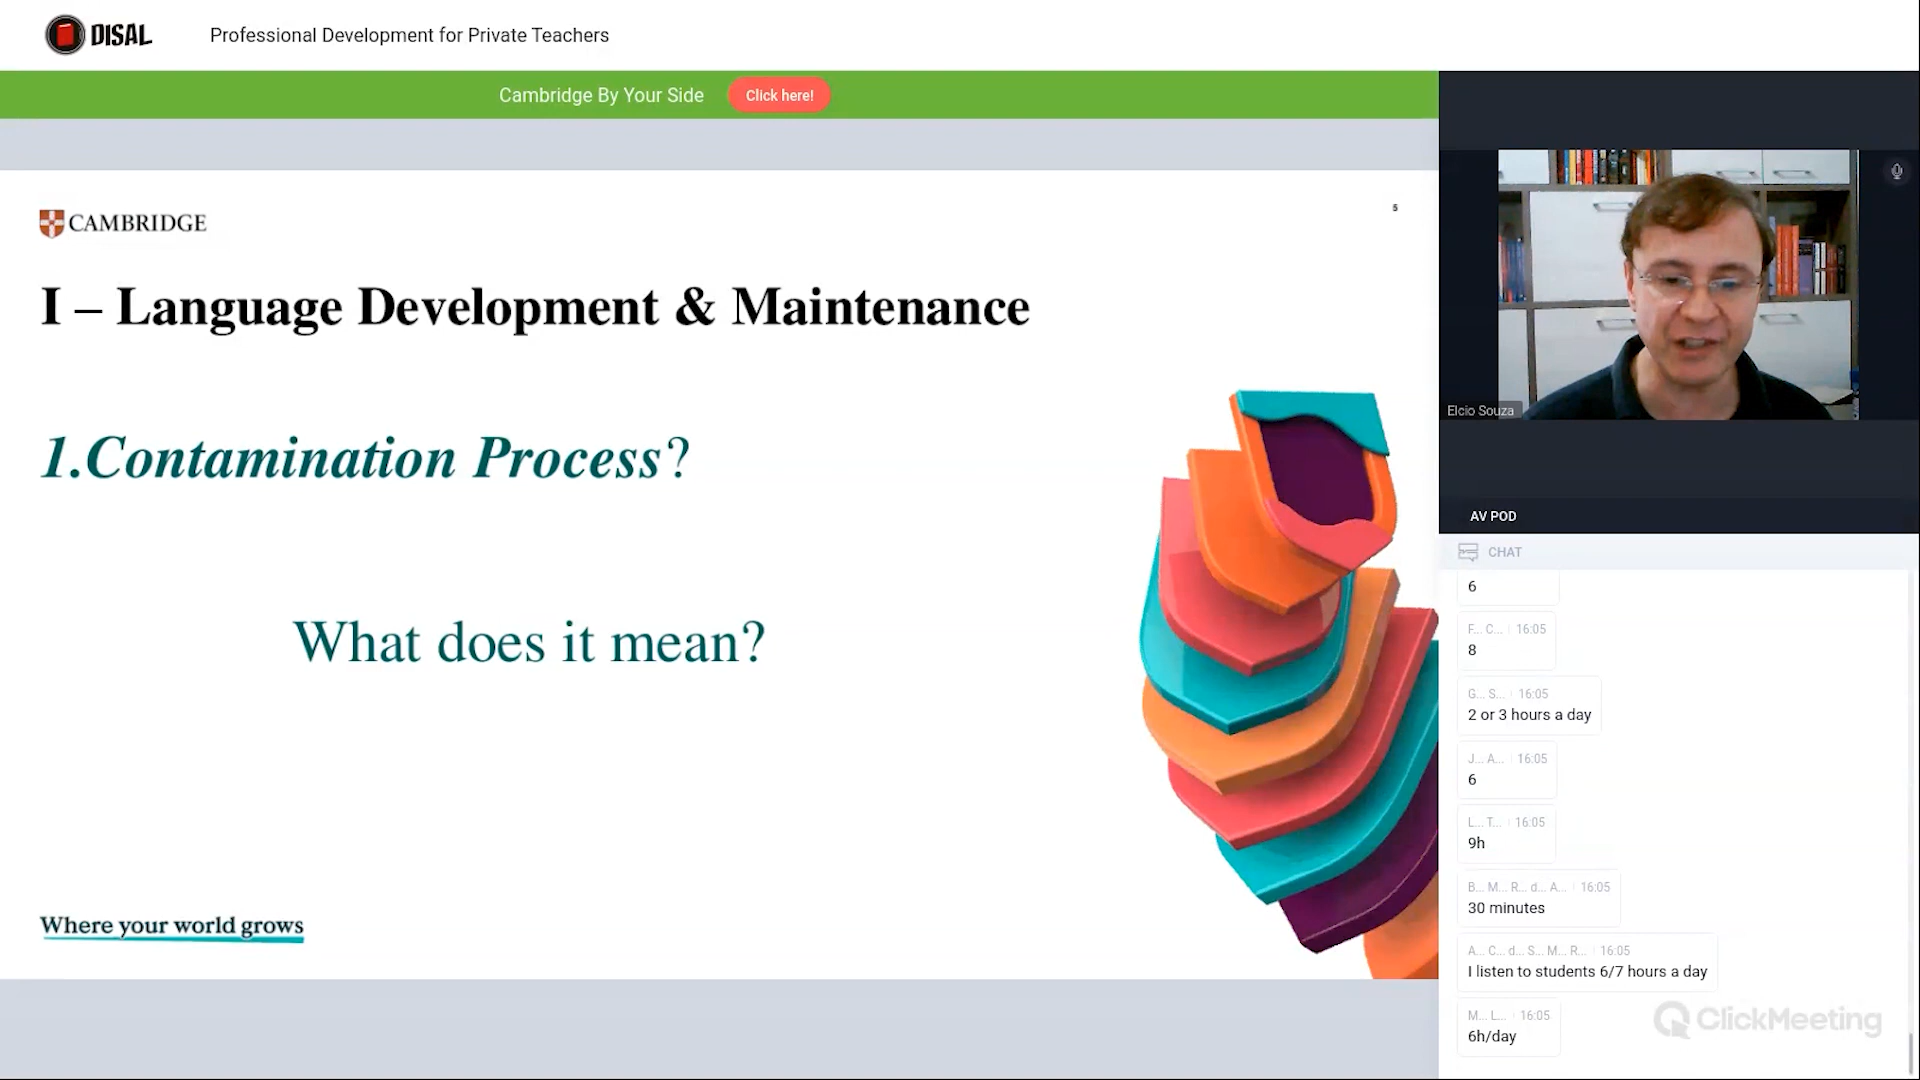 DISAL
Professional Development for Private Teachers
Cambridge By Your Side
Click here!
CAMBRIDGE
5
I – Language Development & Maintenance
1.Contamination Process?
What does it mean?
Where your world grows
Elcio Souza
AV POD
CHAT
6
F... C... 16:05
8
G... S... 16:05
2 or 3 hours a day
J... A... 16:05
6
L... T... 16:05
9h
B... M... R... d... A... 16:05
30 minutes
A... C... d... S... M... R... 16:05
I listen to students 6/7 hours a day
M... L... 16:05
6h/day
ClickMeeting